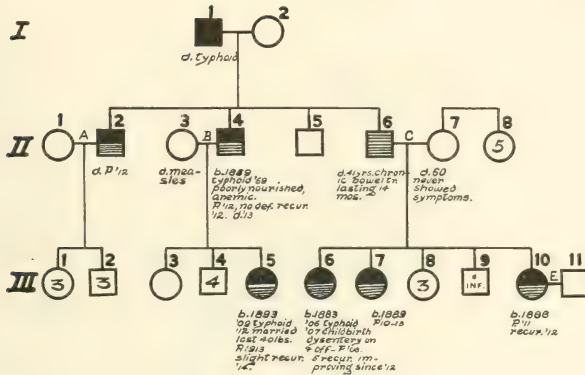 I
1
2
d. typhoid
1
A
2
3
B
4
5
6
C
7
8
II
5
d. P '12
d. mea-
sles
b. 1889
typhoid '89
poorly nourished,
anemic.
P '12, no def. recur.
'12. d. '13
d. 41 yrs. chron-
ic bowel tr.
lasting 14
mos.
d. 60
never
showed
symptoms.
1
2
3
4
5
6
7
8
9
10
11
III
3
3
4
3
INF.
E
b. 1893
'09 typhoid
'12 married
lost 40 lbs.
P. 1913
slight recur.
'14.
b. 1883
'06 typhoid
'07 childbirth
dysentery on
+ off – P '08.
5 recur. im-
proving since '12
b. 1889
P 10-13
b. 1888
P '11
recur. '12